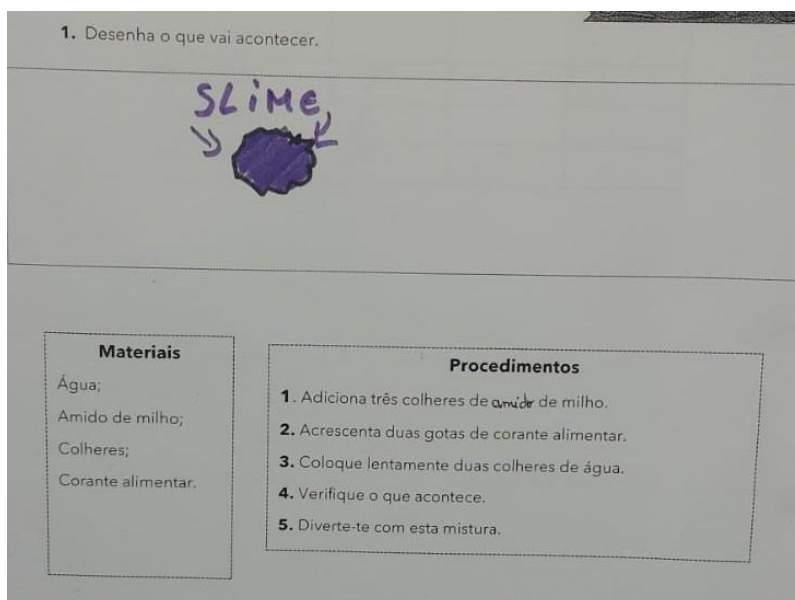 1. Desenha o que vai acontecer.
SLiME
Materiais
Água;
Amido de milho;
Colheres;
Corante alimentar.
Procedimentos
1. Adiciona três colheres de amido de milho.
2. Acrescenta duas gotas de corante alimentar.
3. Coloque lentamente duas colheres de água.
4. Verifique o que acontece.
5. Diverte-te com esta mistura.